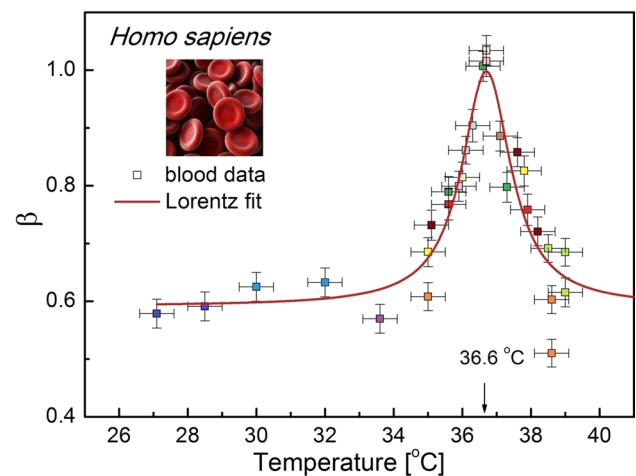 Homo sapiens
blood data
Lorentz fit
β
1.0
0.8
0.6
0.4
36.6 °C
26 28 30 32 34 36 38 40
Temperature [°C]